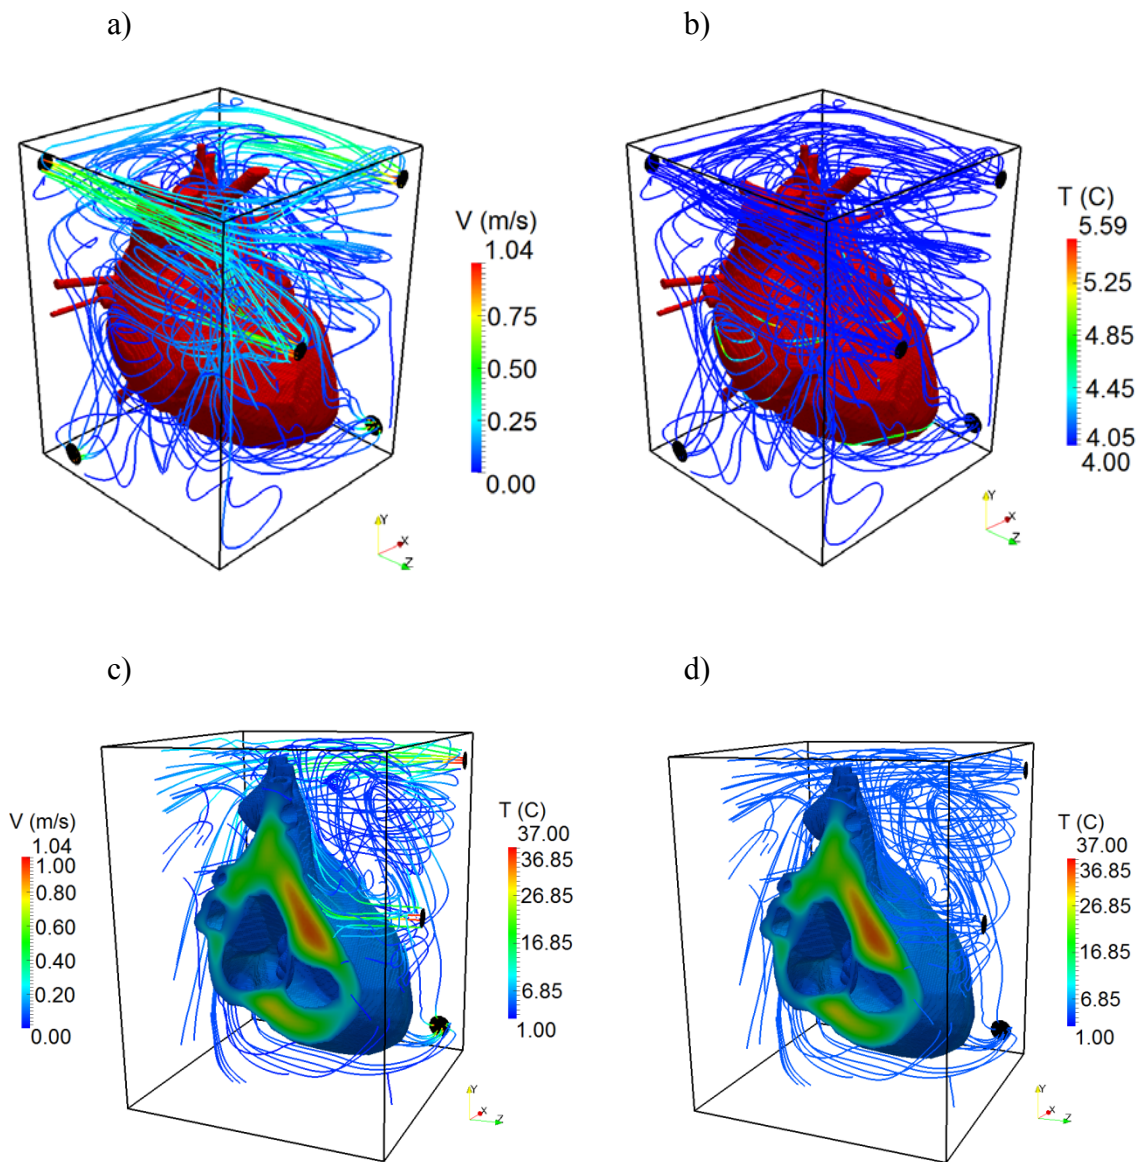 a)
b)
V (m/s)
1.04
0.75
0.50
0.25
0.00
Y
X
Z
T (C)
5.59
5.25
4.85
4.45
4.05
4.00
Y
X
Z
c)
d)
V (m/s)
1.04
1.00
0.80
0.60
0.40
0.20
0.00
T (C)
37.00
36.85
26.85
16.85
6.85
1.00
Y
X
Z
T (C)
37.00
36.85
26.85
16.85
6.85
1.00
Y
X
Z